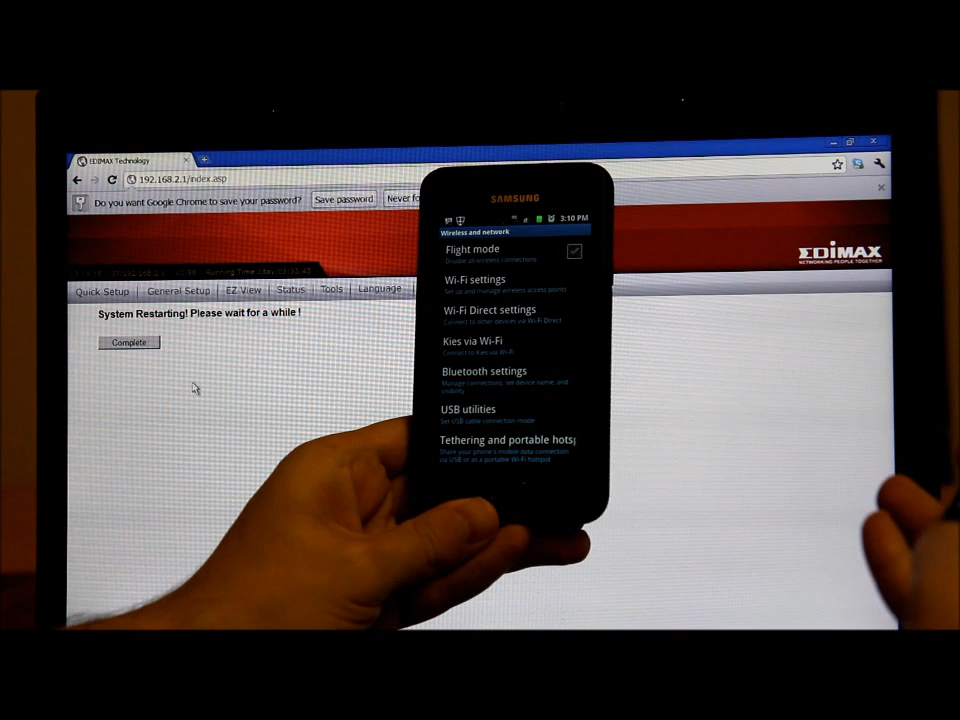 EDIMAX Technology
192.168.2.1/index.asp
Do you want Google Chrome to save your password?
Save password
Never fo
EDIMAX
NETWORKING PEOPLE TOGETHER
Quick Setup
General Setup
EZ View
Status
Tools
Language
System Restarting! Please wait for a while !
Complete
SAMSUNG
3:10 PM
Wireless and network
Flight mode
Disable all wireless connections
Wi-Fi settings
Set up and manage wireless access points
Wi-Fi Direct settings
Connect to other devices via Wi-Fi Direct
Kies via Wi-Fi
Connect to Kies via Wi-Fi
Bluetooth settings
Manage connections, set device name, and
visibility
USB utilities
Set USB cable connection mode
Tethering and portable hots
Share your phone's mobile data connection
via USB or as a portable Wi-Fi hotspot